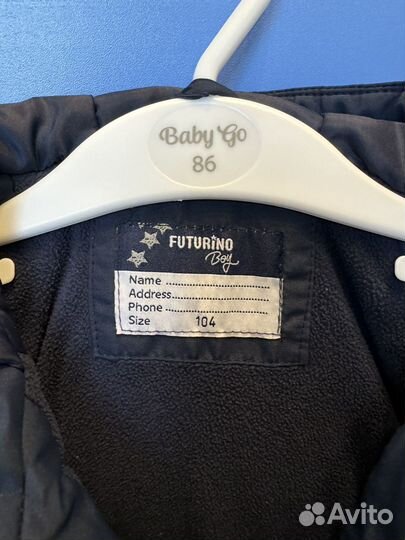 Baby Go
86
FUTURiNO
Boy
Name ..........................
Address.......................
Phone .........................
Size 104
Avito